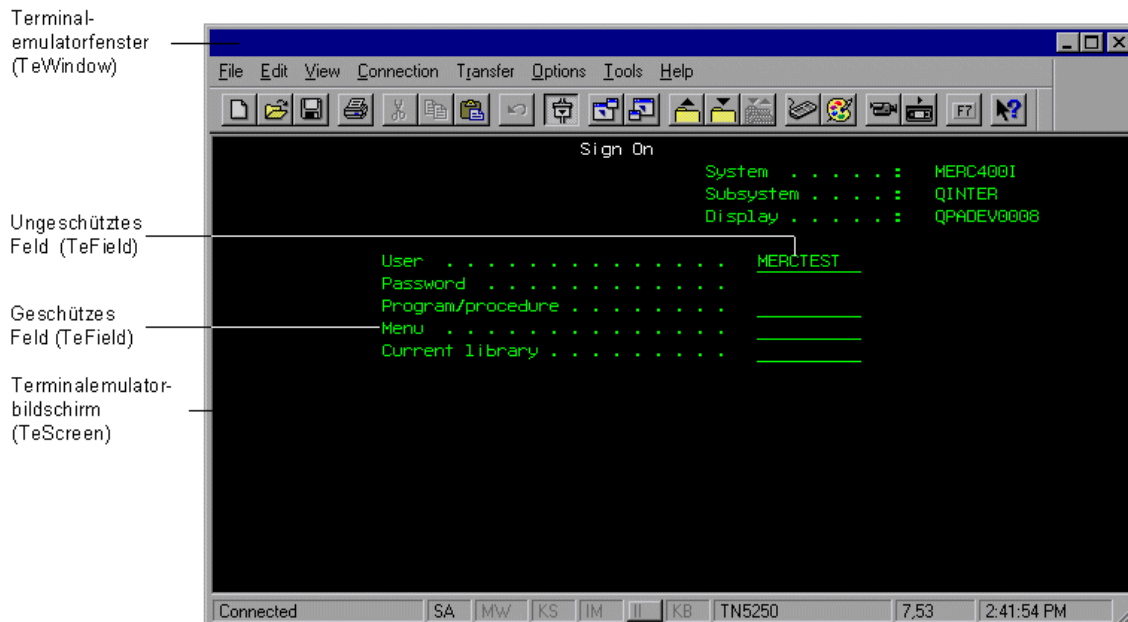 Terminal-
emulatorfenster
(TeWindow)
File Edit View Connection Transfer Options Tools Help
F7
Sign On
System . . . . . : MERC400I
Subsystem . . . . : QINTER
Display . . . . . : QPADEV0008
Ungeschütztes
Feld (TeField)
User . . . . . . . . . . . . . . MERCTEST
Password . . . . . . . . . . . .
Program/procedure . . . . . . . .
Menu . . . . . . . . . . . . . .
Current library . . . . . . . . .
Geschützes
Feld (TeField)
Terminalemulator-
bildschirm
(TeScreen)
Connected SA MW KS IM II KB TN5250 7,53 2:41:54 PM